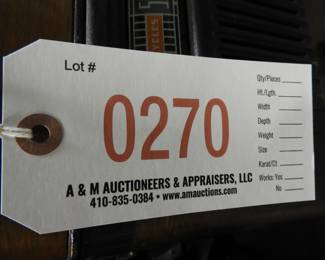 CYCLES
Lot #
0270
Qty/Pieces
Ht./Lgth.
Width
Depth
Weight
Size
Karat/Ct
Works: Yes
No
A & M AUCTIONEERS & APPRAISERS, LLC
410-835-0384 • www.amauctions.com